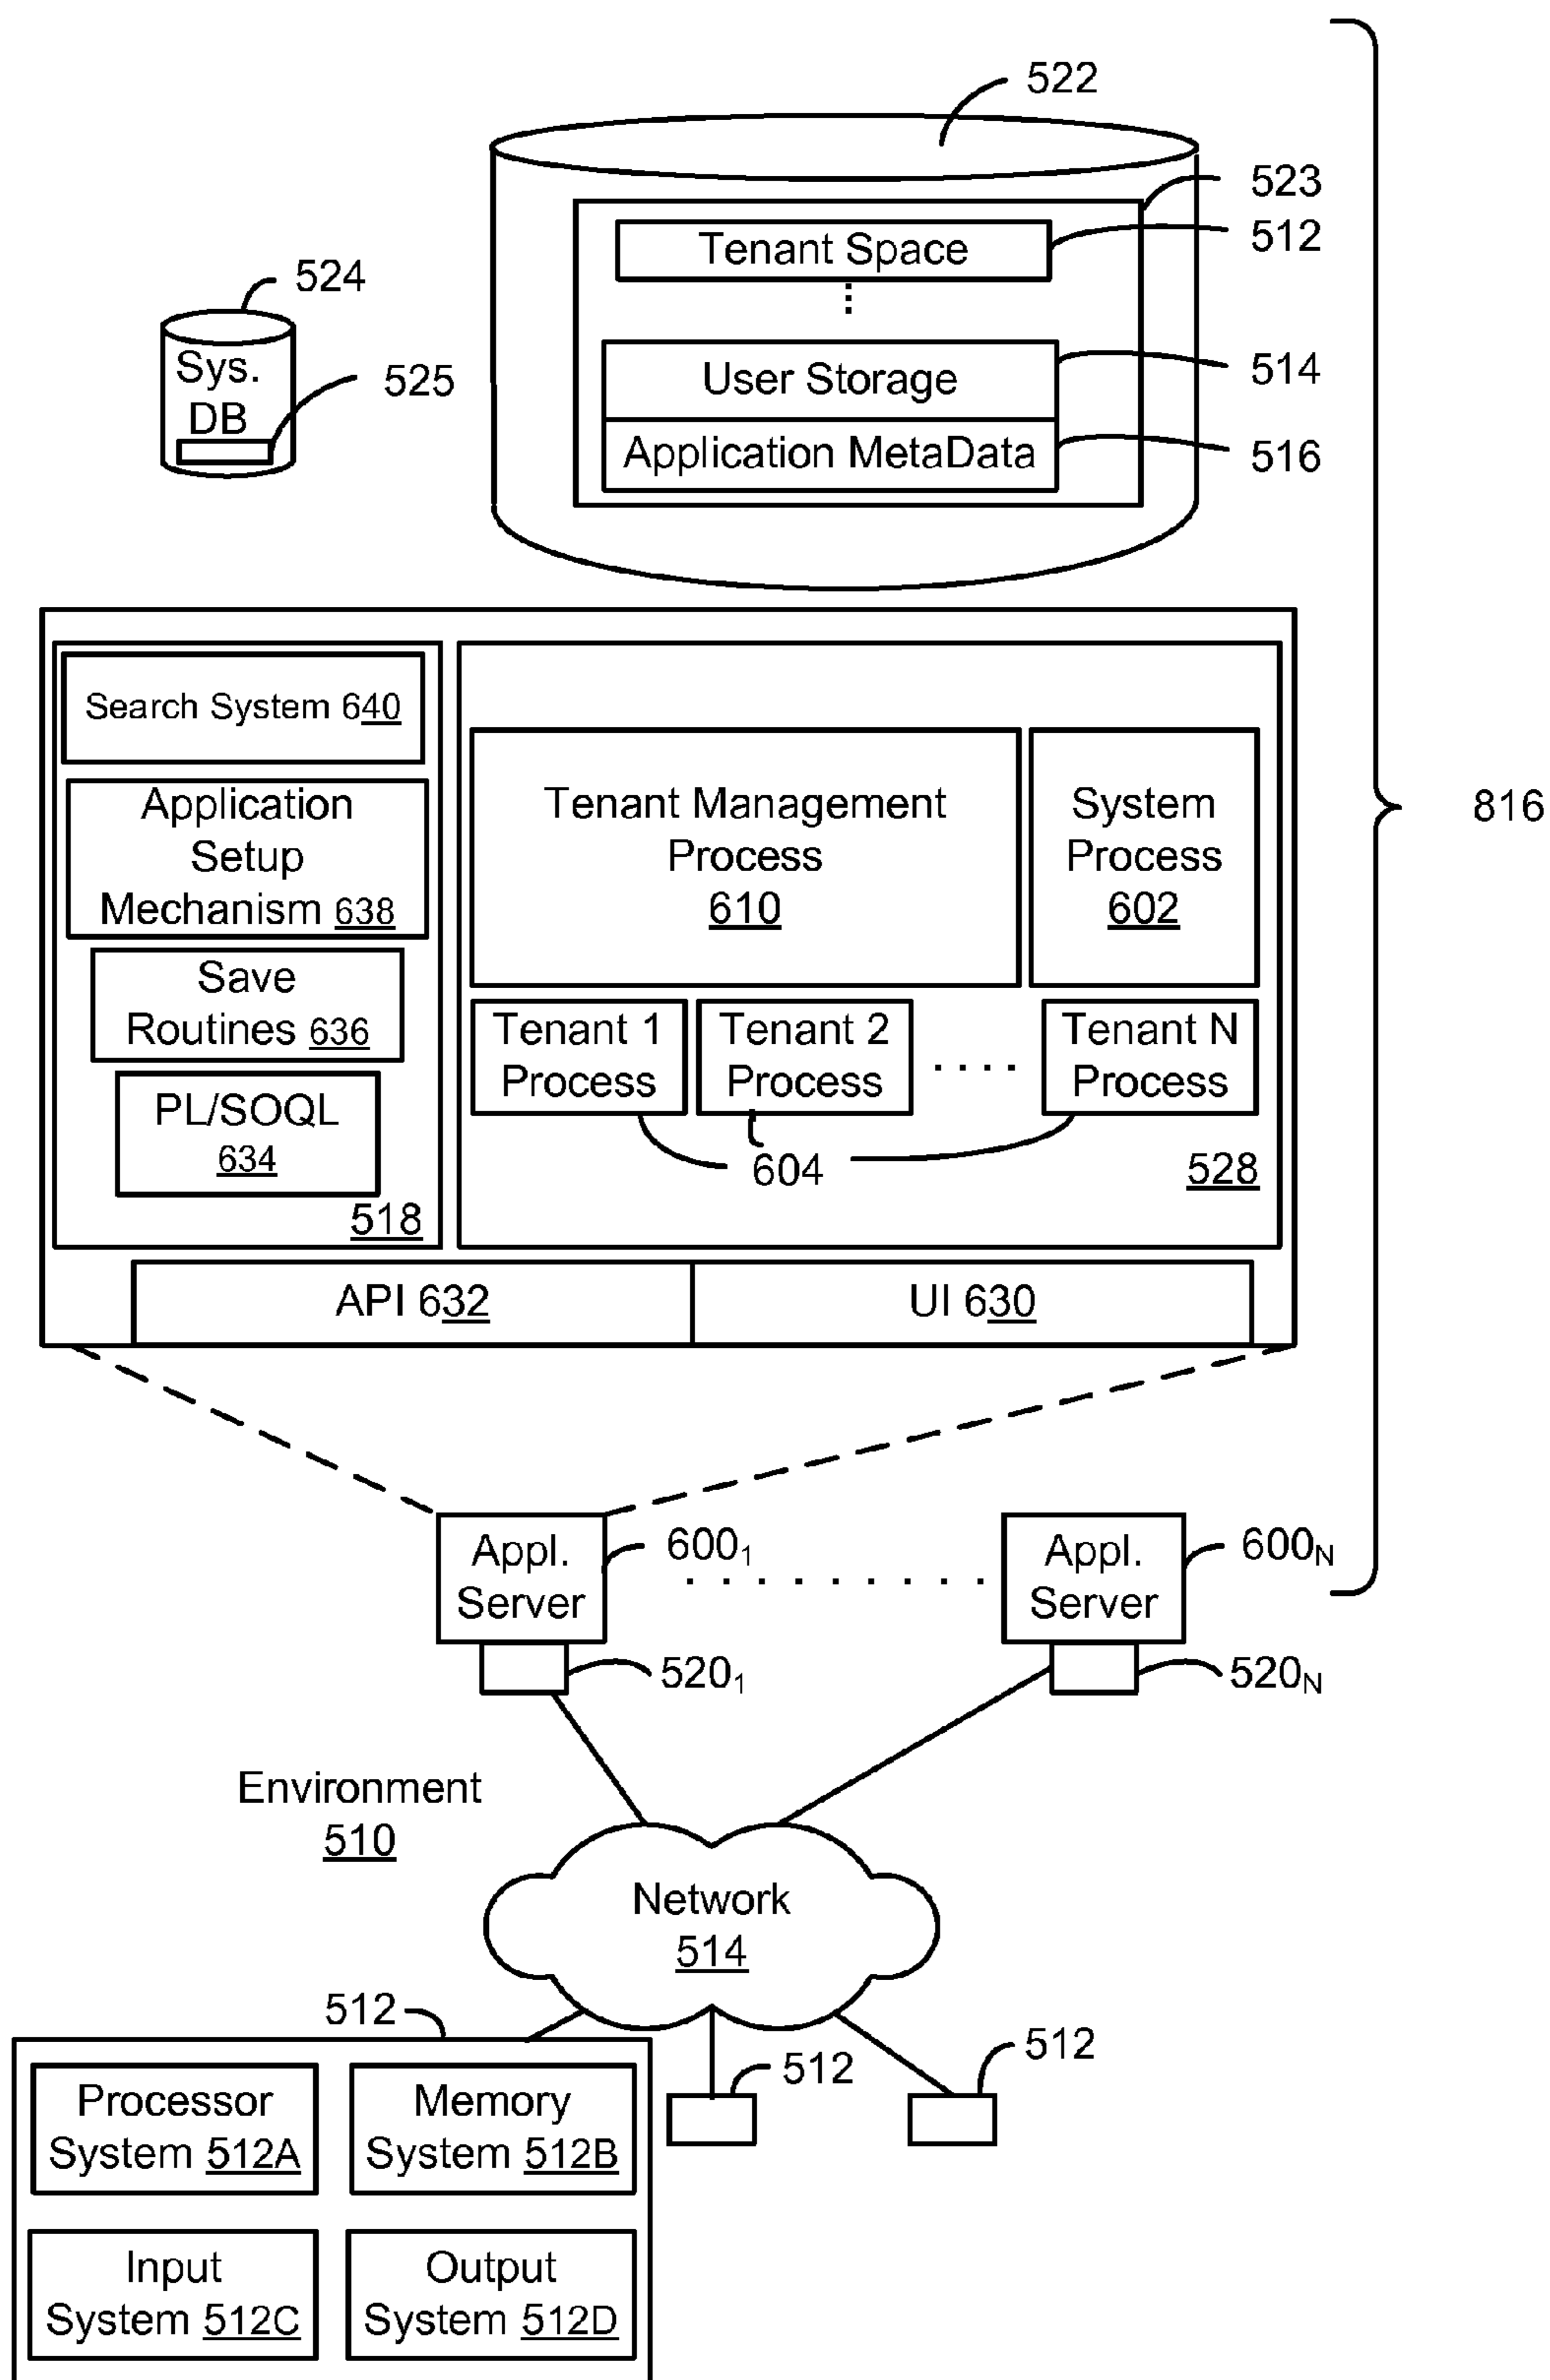 522
523
Tenant Space
512
524
Sys.
DB
525
User Storage
514
Application MetaData
516
Search System 640
Application
Setup
Mechanism 638
Save
Routines 636
PL/SOQL
634
518
Tenant Management
Process
610
System
Process
602
816
Tenant 1
Process
Tenant 2
Process
. . . .
Tenant N
Process
604
528
API 632
UI 630
Appl.
Server
600₁
. . . . . . . . . .
Appl.
Server
600N
520₁
520N
Environment
510
Network
514
512
512
512
Processor
System 512A
Memory
System 512B
Input
System 512C
Output
System 512D